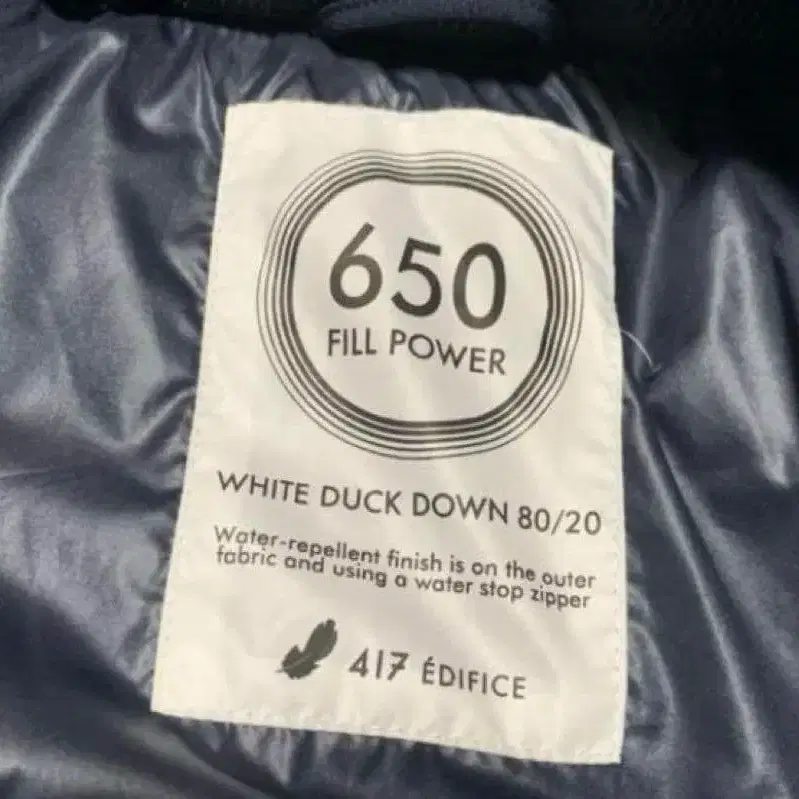 650
FILL POWER
WHITE DUCK DOWN 80/20
Water-repellent finish is on the outer
fabric and using a water stop zipper
417 ÉDIFICE